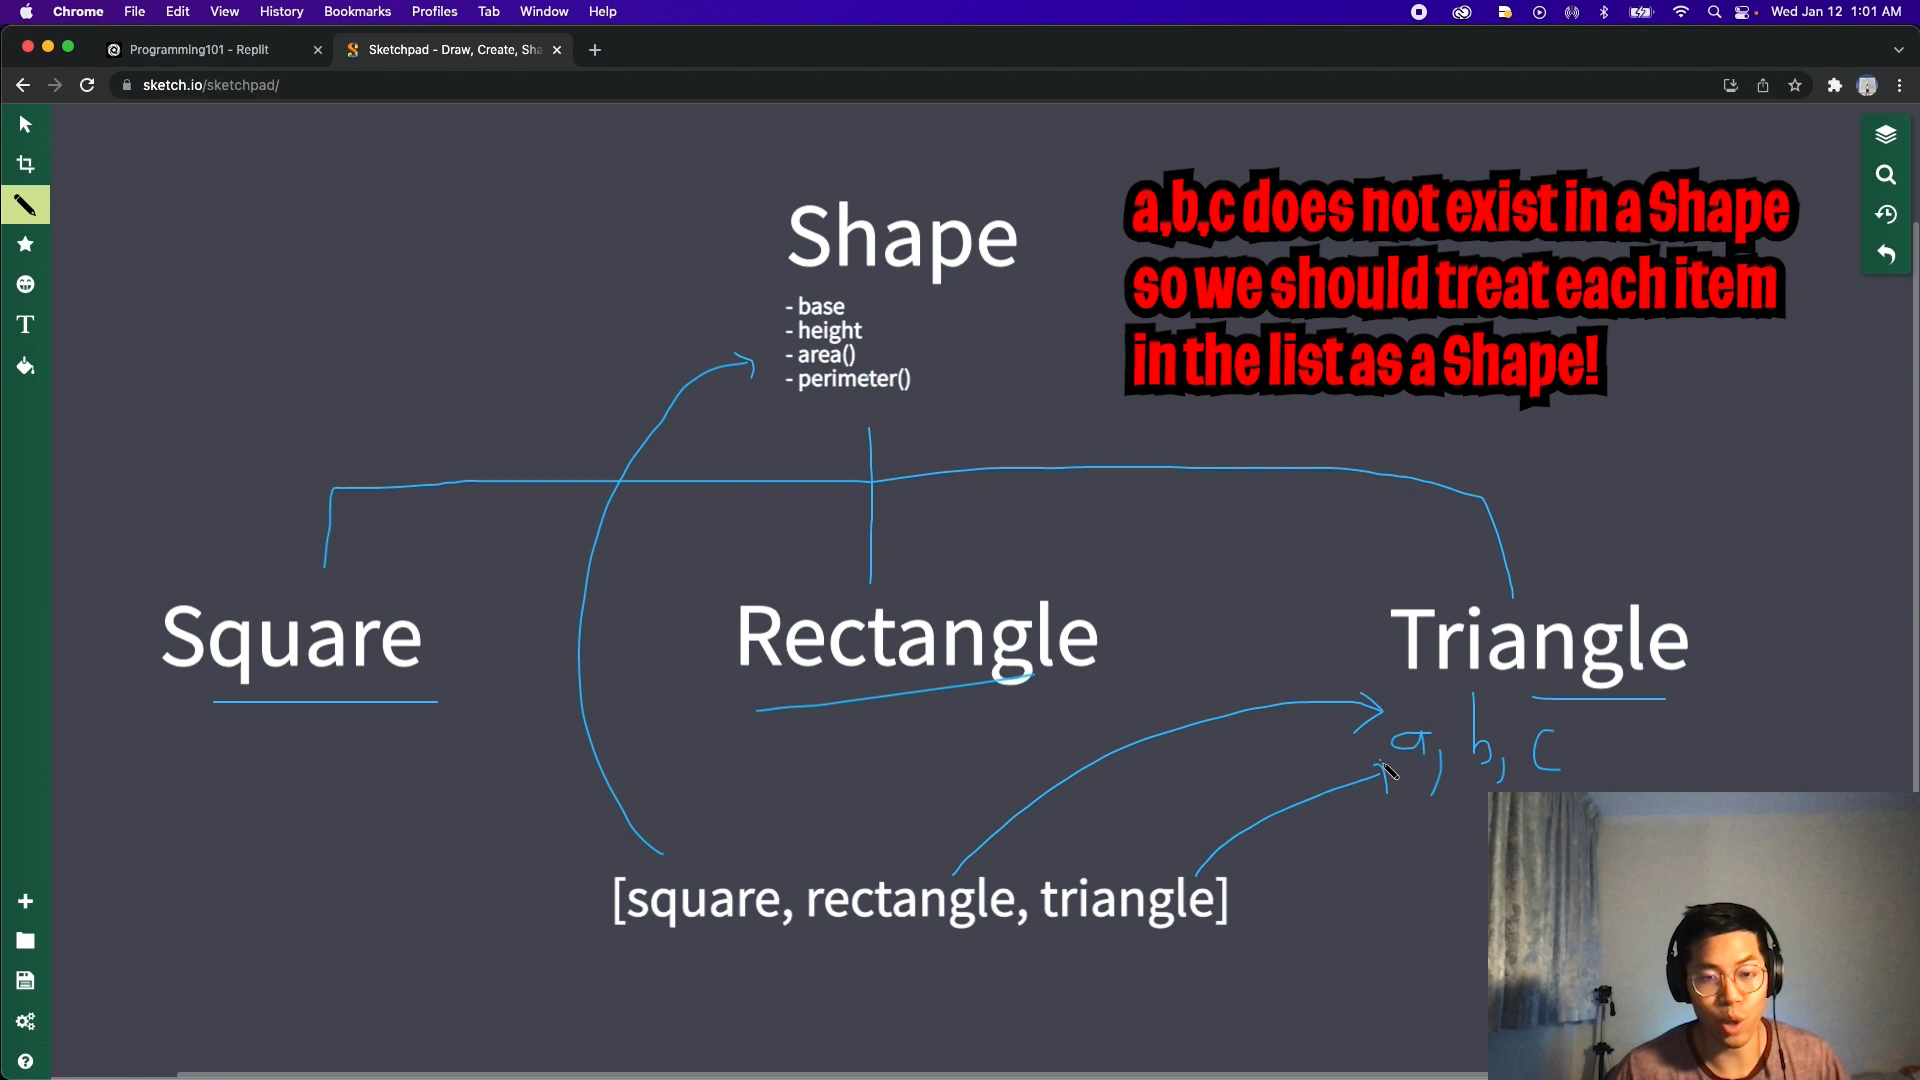 Chrome File Edit View History Bookmarks Profiles Tab Window Help Wed Jan 12 1:01 AM
Programming101 - Replit
Sketchpad - Draw, Create, Sha
sketch.io/sketchpad/
Shape
- base
- height
- area()
- perimeter()
a,b,c does not exist in a Shape
so we should treat each item
in the list as a Shape!
Square
Rectangle
Triangle
a, b, c
[square, rectangle, triangle]